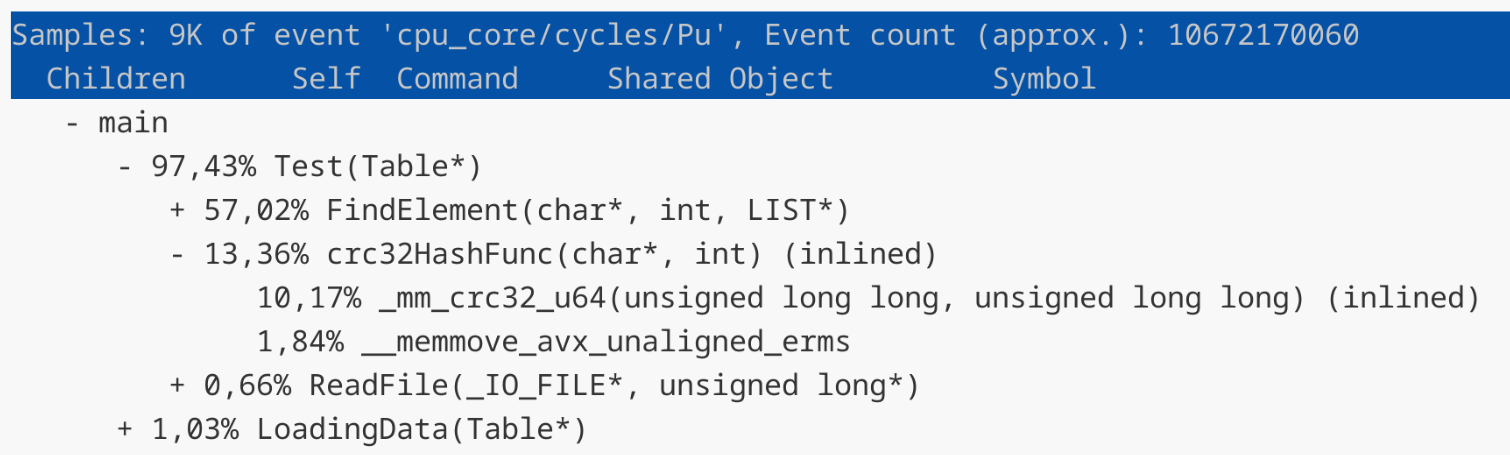 Samples: 9K of event 'cpu_core/cycles/Pu', Event count (approx.): 10672170060
  Children      Self  Command     Shared Object         Symbol
   - main
      - 97,43% Test(Table*)
         + 57,02% FindElement(char*, int, LIST*)
         - 13,36% crc32HashFunc(char*, int) (inlined)
              10,17% _mm_crc32_u64(unsigned long long, unsigned long long) (inlined)
              1,84% __memmove_avx_unaligned_erms
         + 0,66% ReadFile(_IO_FILE*, unsigned long*)
      + 1,03% LoadingData(Table*)